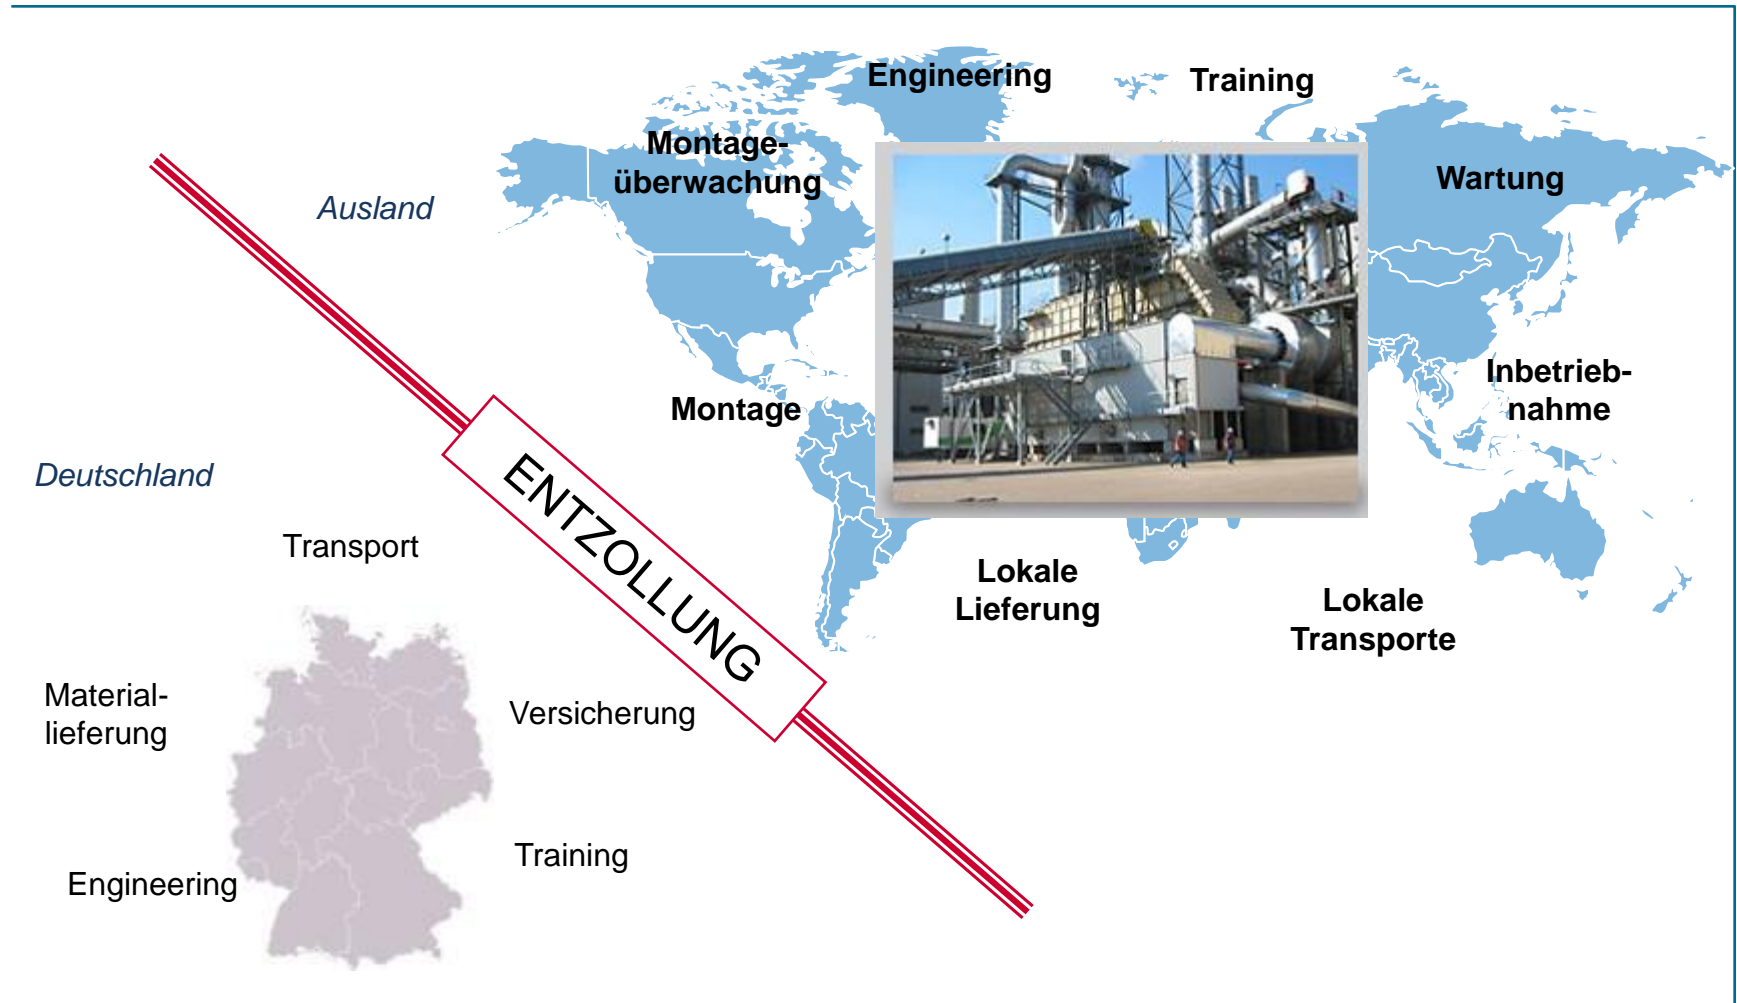 Engineering
Training
Montage-
überwachung
Wartung
Ausland
Inbetrieb-
nahme
Montage
Deutschland
ENTZOLLUNG
Transport
Lokale
Lieferung
Lokale
Transporte
Material-
lieferung
Versicherung
Training
Engineering